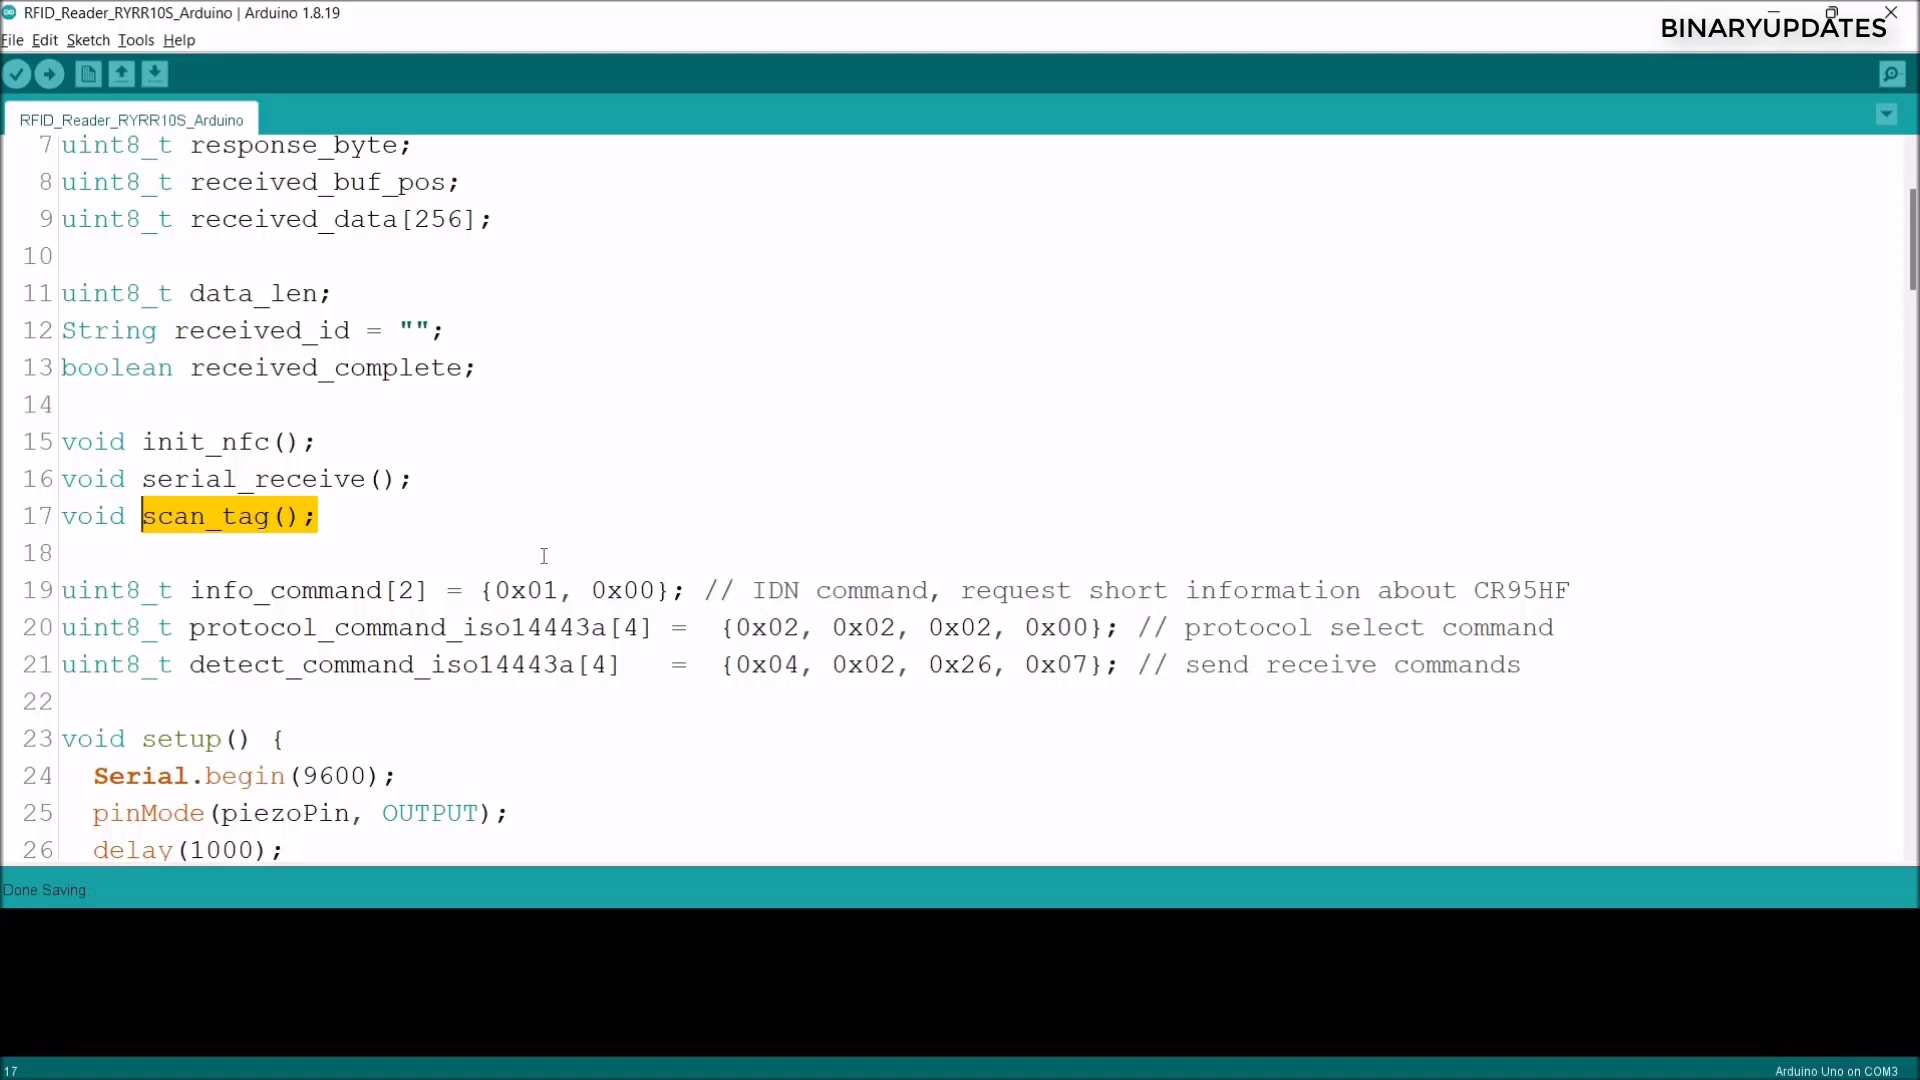 RFID_Reader_RYRR10S_Arduino | Arduino 1.8.19
BINARYUPDATES
File Edit Sketch Tools Help
RFID_Reader_RYRR10S_Arduino
7 uint8_t response_byte;
8 uint8_t received_buf_pos;
9 uint8_t received_data[256];
10
11 uint8_t data_len;
12 String received_id = "";
13 boolean received_complete;
14
15 void init_nfc();
16 void serial_receive();
17 void scan_tag();
18
19 uint8_t info_command[2] = {0x01, 0x00}; // IDN command, request short information about CR95HF
20 uint8_t protocol_command_iso14443a[4] = {0x02, 0x02, 0x02, 0x00}; // protocol select command
21 uint8_t detect_command_iso14443a[4] = {0x04, 0x02, 0x26, 0x07}; // send receive commands
22
23 void setup() {
24 Serial.begin(9600);
25 pinMode(piezoPin, OUTPUT);
26 delay(1000);
Done Saving.
17
Arduino Uno on COM3